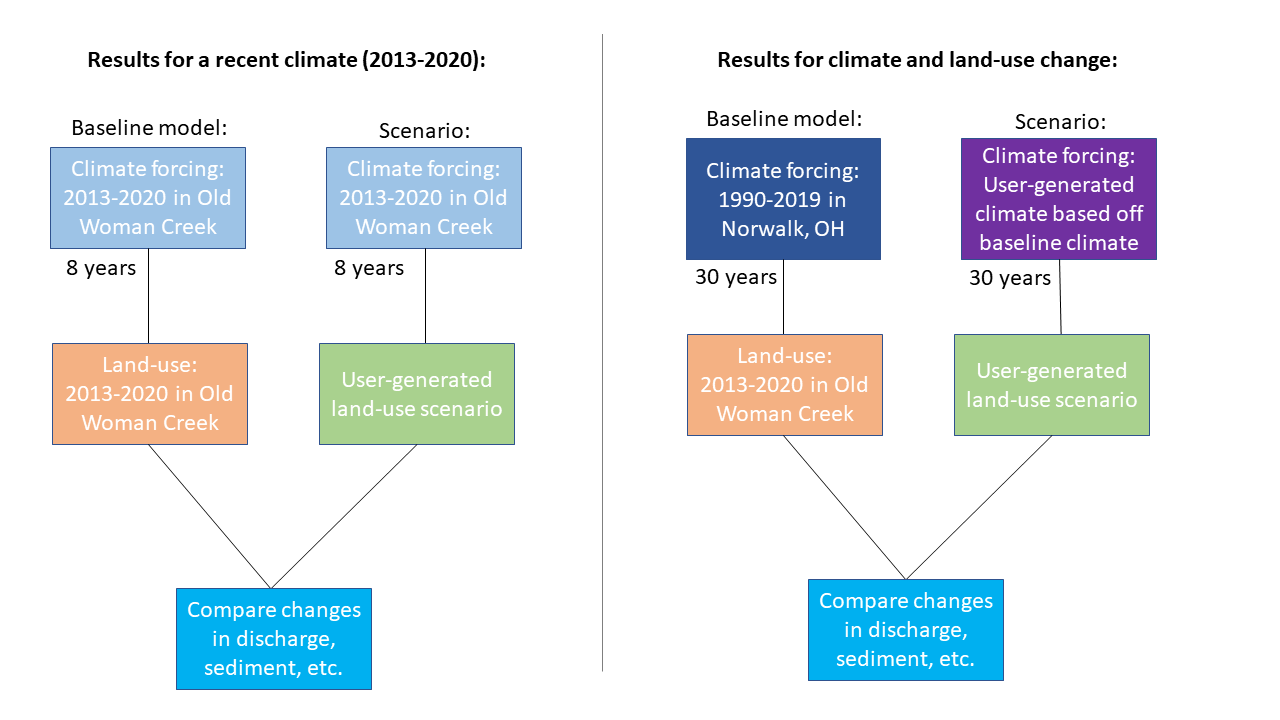 Results for a recent climate (2013-2020):
Baseline model:
Scenario:
Climate forcing:
2013-2020 in Old
Woman Creek
Climate forcing:
2013-2020 in Old
Woman Creek
8 years
8 years
Land-use:
2013-2020 in Old
Woman Creek
User-generated
land-use scenario
Compare changes
in discharge,
sediment, etc.
Results for climate and land-use change:
Baseline model:
Scenario:
Climate forcing:
1990-2019 in
Norwalk, OH
Climate forcing:
User-generated
climate based off
baseline climate
30 years
30 years
Land-use:
2013-2020 in Old
Woman Creek
User-generated
land-use scenario
Compare changes
in discharge,
sediment, etc.